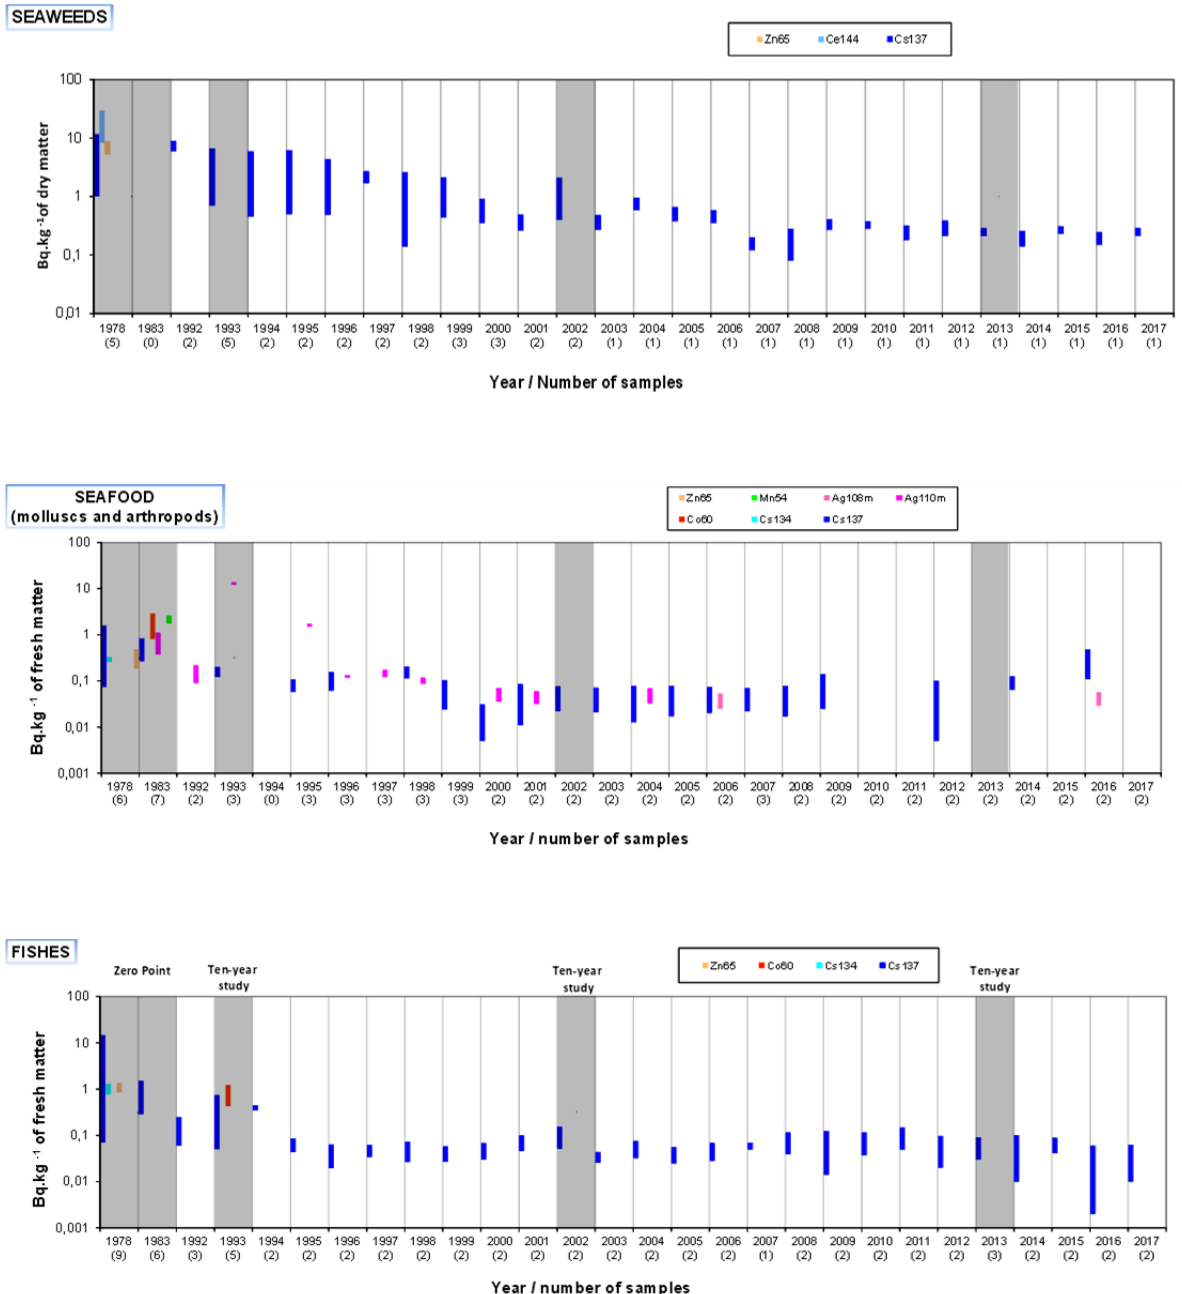 SEAWEEDS
Zn65 Ce144 Cs137
Bq.kg-1of dry matter
100
10
1
0,1
0,01
1978 1983 1992 1993 1994 1995 1996 1997 1998 1999 2000 2001 2002 2003 2004 2005 2006 2007 2008 2009 2010 2011 2012 2013 2014 2015 2016 2017
(5) (0) (2) (5) (2) (2) (2) (2) (2) (3) (3) (2) (2) (1) (1) (1) (1) (1) (1) (1) (1) (1) (1) (1) (1) (1) (1) (1)
Year / Number of samples
SEAFOOD
(molluscs and arthropods)
Zn65 Mn54 Ag108m Ag110m
Co60 Cs134 Cs137
Bq.kg -1 of fresh matter
100
10
1
0,1
0,01
0,001
1978 1983 1992 1993 1994 1995 1996 1997 1998 1999 2000 2001 2002 2003 2004 2005 2006 2007 2008 2009 2010 2011 2012 2013 2014 2015 2016 2017
(6) (7) (2) (3) (0) (3) (3) (3) (3) (3) (2) (2) (2) (2) (2) (2) (2) (3) (2) (2) (2) (2) (2) (2) (2) (2) (2) (2)
Year / number of samples
FISHES
Zn65 Co60 Cs134 Cs137
Zero Point Ten-year Ten-year Ten-year
study study study
Bq.kg -1 of fresh matter
100
10
1
0,1
0,01
0,001
1978 1983 1992 1993 1994 1995 1996 1997 1998 1999 2000 2001 2002 2003 2004 2005 2006 2007 2008 2009 2010 2011 2012 2013 2014 2015 2016 2017
(9) (6) (3) (5) (2) (2) (2) (2) (2) (2) (2) (2) (2) (2) (2) (2) (2) (1) (2) (2) (2) (2) (2) (3) (2) (2) (2) (2)
Year / number of samples